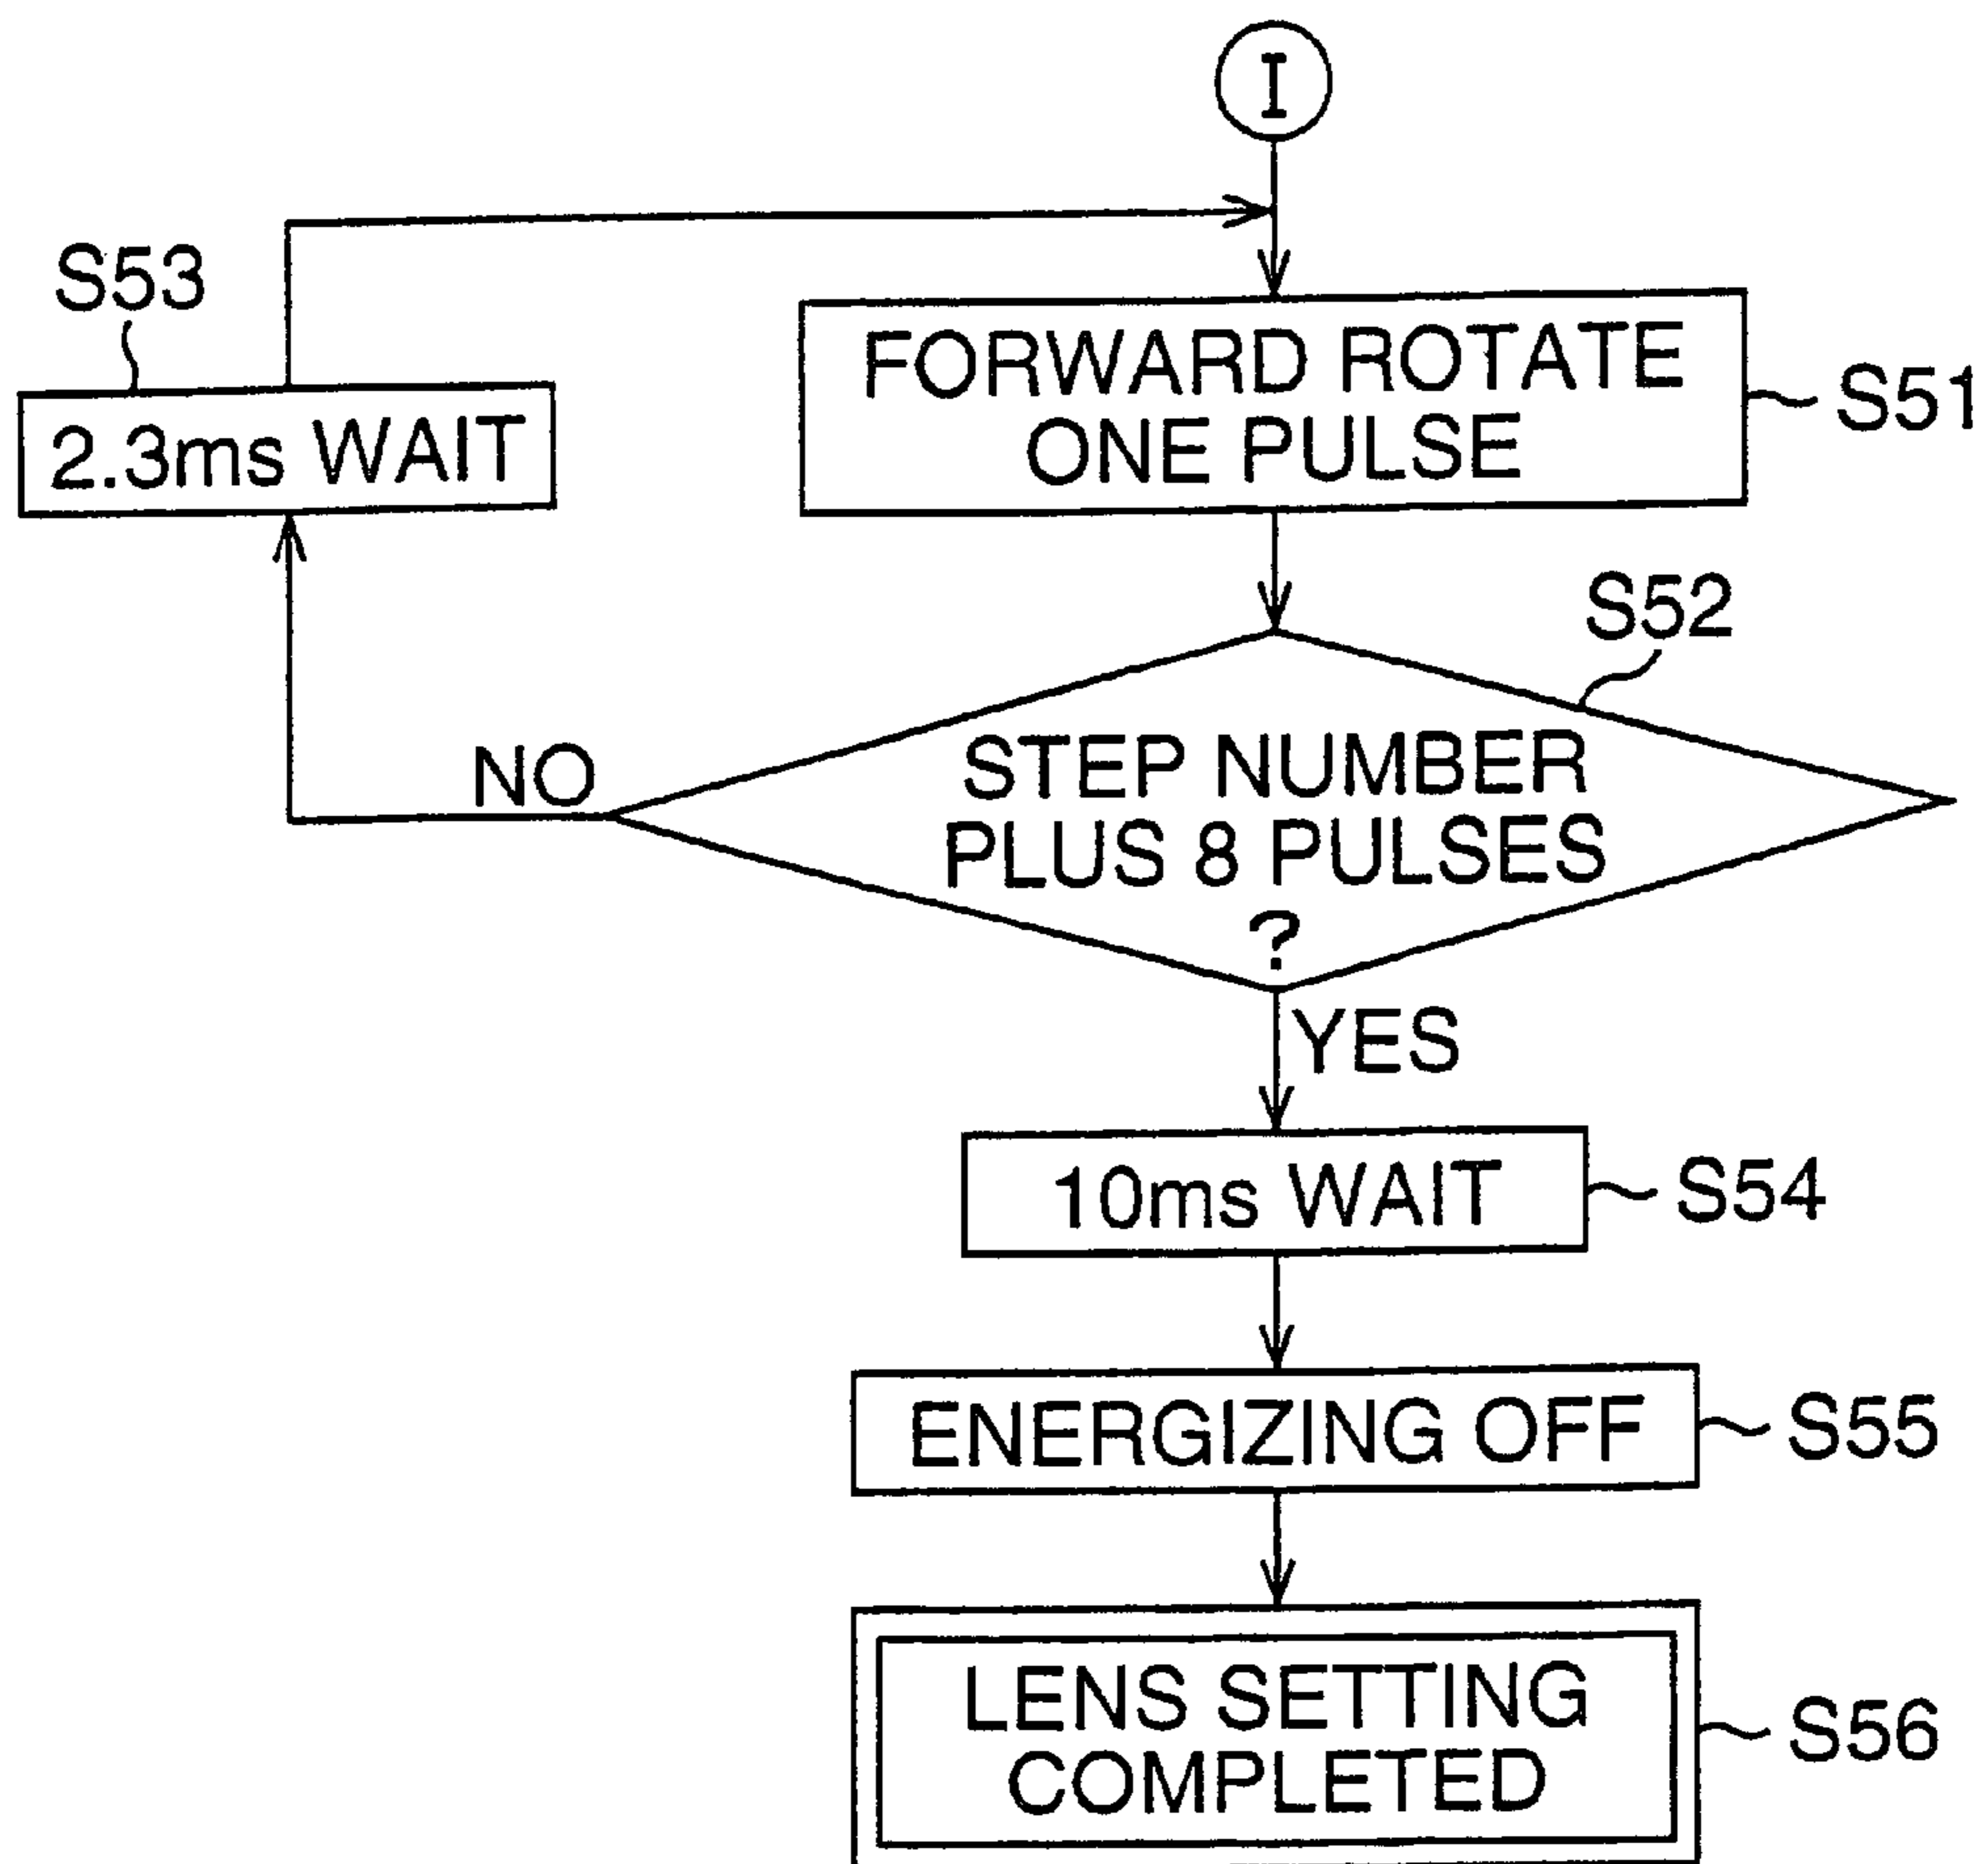 I
S53
FORWARD ROTATE
ONE PULSE
S51
2.3ms WAIT
S52
STEP NUMBER
PLUS 8 PULSES
?
NO
YES
10ms WAIT
S54
ENERGIZING OFF
S55
LENS SETTING
COMPLETED
S56